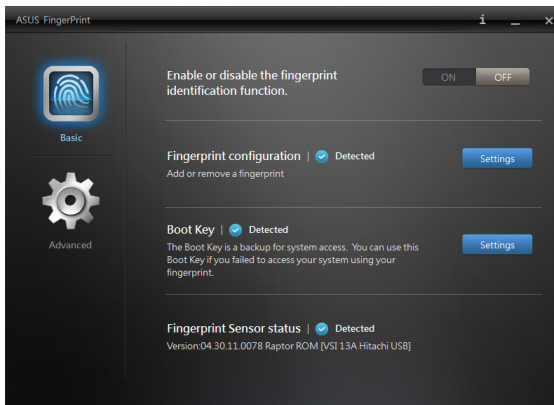 ASUS FingerPrint
Basic
Advanced
Enable or disable the fingerprint
identification function.
ON OFF
Fingerprint configuration | Detected
Add or remove a fingerprint
Settings
Boot Key | Detected
The Boot Key is a backup for system access. You can use this
Boot Key if you failed to access your system using your
fingerprint.
Settings
Fingerprint Sensor status | Detected
Version:04.30.11.0078 Raptor ROM [VSI 13A Hitachi USB]